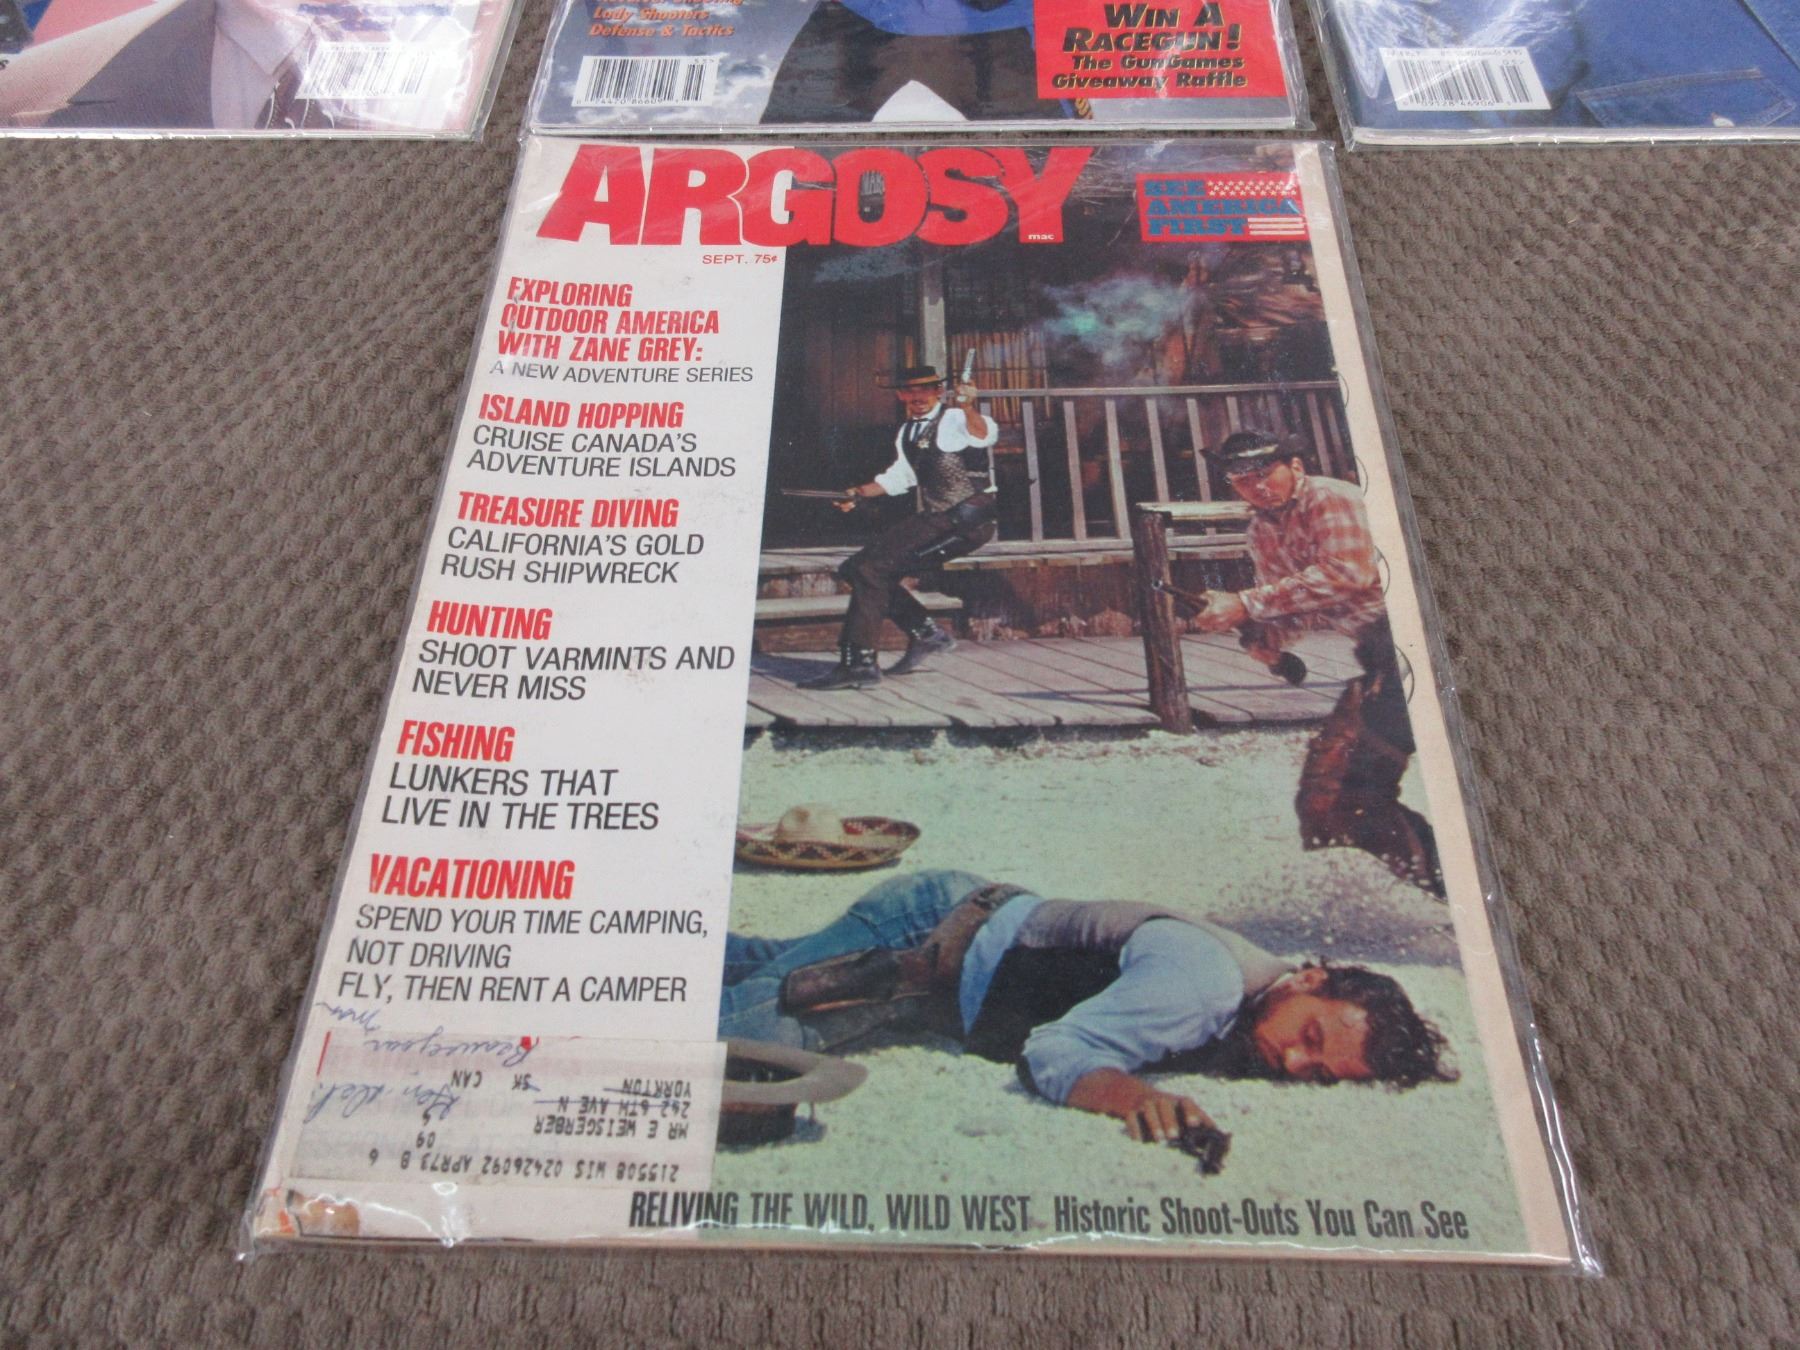 Lady Shooters
Defense & Tactics
WIN A
RACEGUN!
The GunGames
Giveaway Raffle
ARGOSY
mac
SEE
AMERICA
FIRST
SEPT. 75¢
EXPLORING
OUTDOOR AMERICA
WITH ZANE GREY:
A NEW ADVENTURE SERIES
ISLAND HOPPING
CRUISE CANADA'S
ADVENTURE ISLANDS
TREASURE DIVING
CALIFORNIA'S GOLD
RUSH SHIPWRECK
HUNTING
SHOOT VARMINTS AND
NEVER MISS
FISHING
LUNKERS THAT
LIVE IN THE TREES
VACATIONING
SPEND YOUR TIME CAMPING,
NOT DRIVING
FLY, THEN RENT A CAMPER
215508 WIS 02426092 APR73 B 6
09
MR E WEISGERBER
242 6TH AVE N
YORKTON
SK CAN
RELIVING THE WILD, WILD WEST Historic Shoot-Outs You Can See